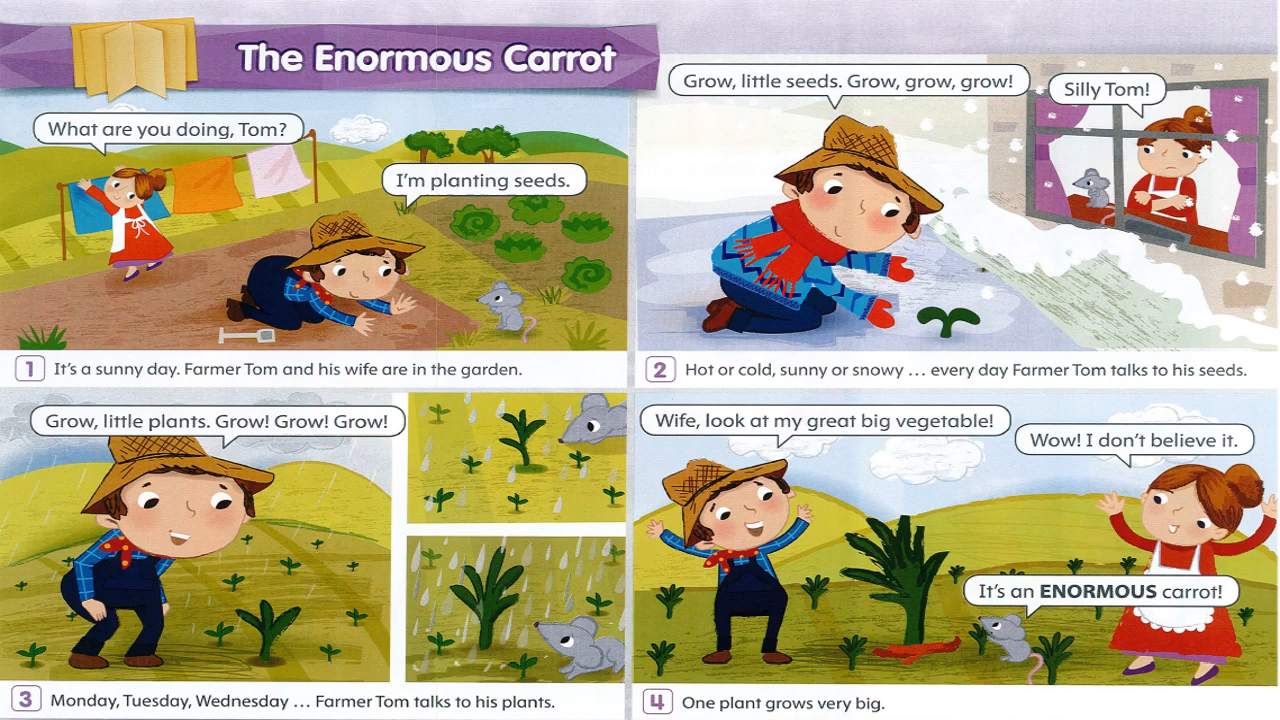 The Enormous Carrot
What are you doing, Tom?
I'm planting seeds.
1 It's a sunny day. Farmer Tom and his wife are in the garden.
Grow, little seeds. Grow, grow, grow!
Silly Tom!
2 Hot or cold, sunny or snowy ... every day Farmer Tom talks to his seeds.
Grow, little plants. Grow! Grow! Grow!
3 Monday, Tuesday, Wednesday ... Farmer Tom talks to his plants.
Wife, look at my great big vegetable!
Wow! I don't believe it.
It's an ENORMOUS carrot!
4 One plant grows very big.